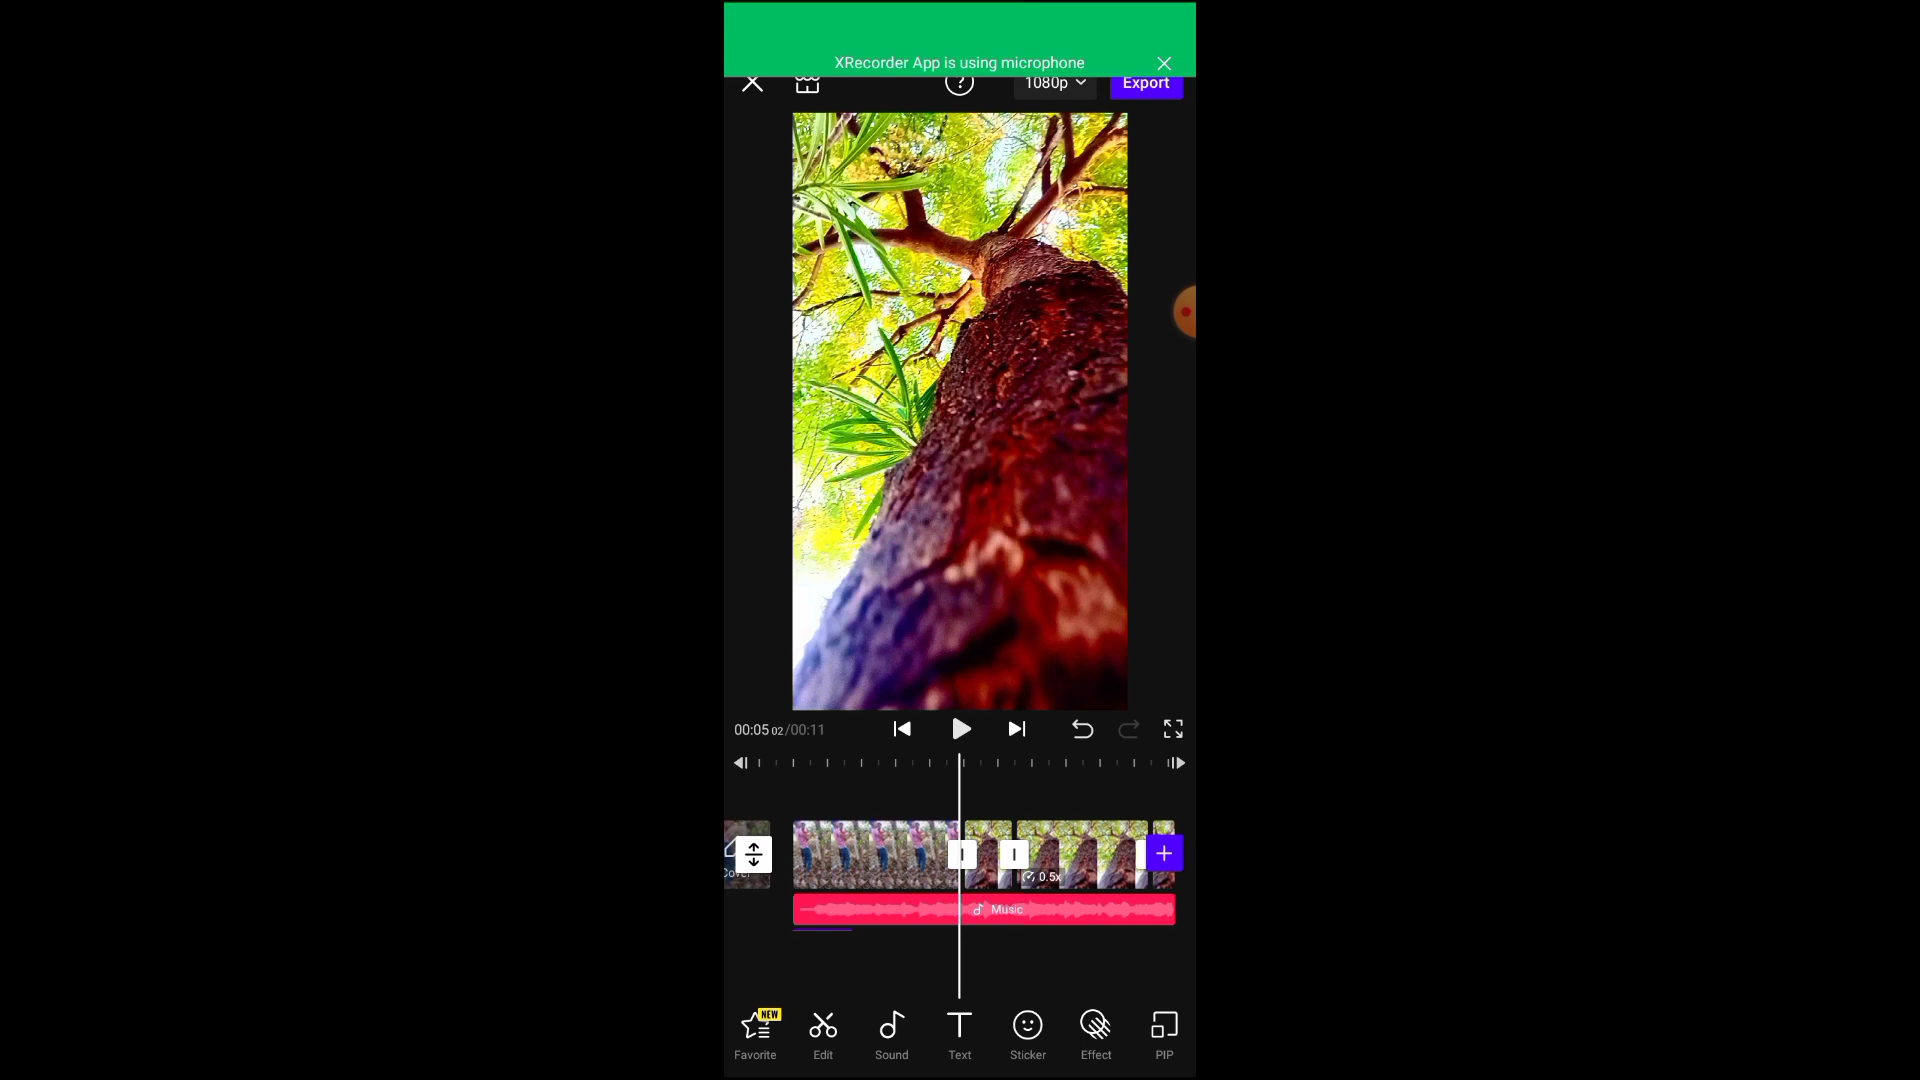 XRecorder App is using microphone
1080p
Export
00:05 02/00:11
Cover
0.5x
Music
NEW
Favorite
Edit
Sound
Text
Sticker
Effect
PIP